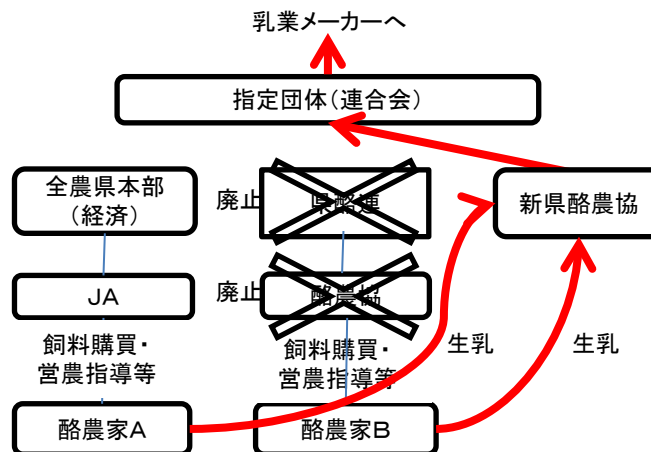 乳業メーカーへ
指定団体（連合会）
全農県本部
（経済）
廃止
県酪連
新県酪農協
JA
廃止
酪農協
飼料購買・
営農指導等
飼料購買・
営農指導等
生乳
生乳
酪農家A
酪農家B